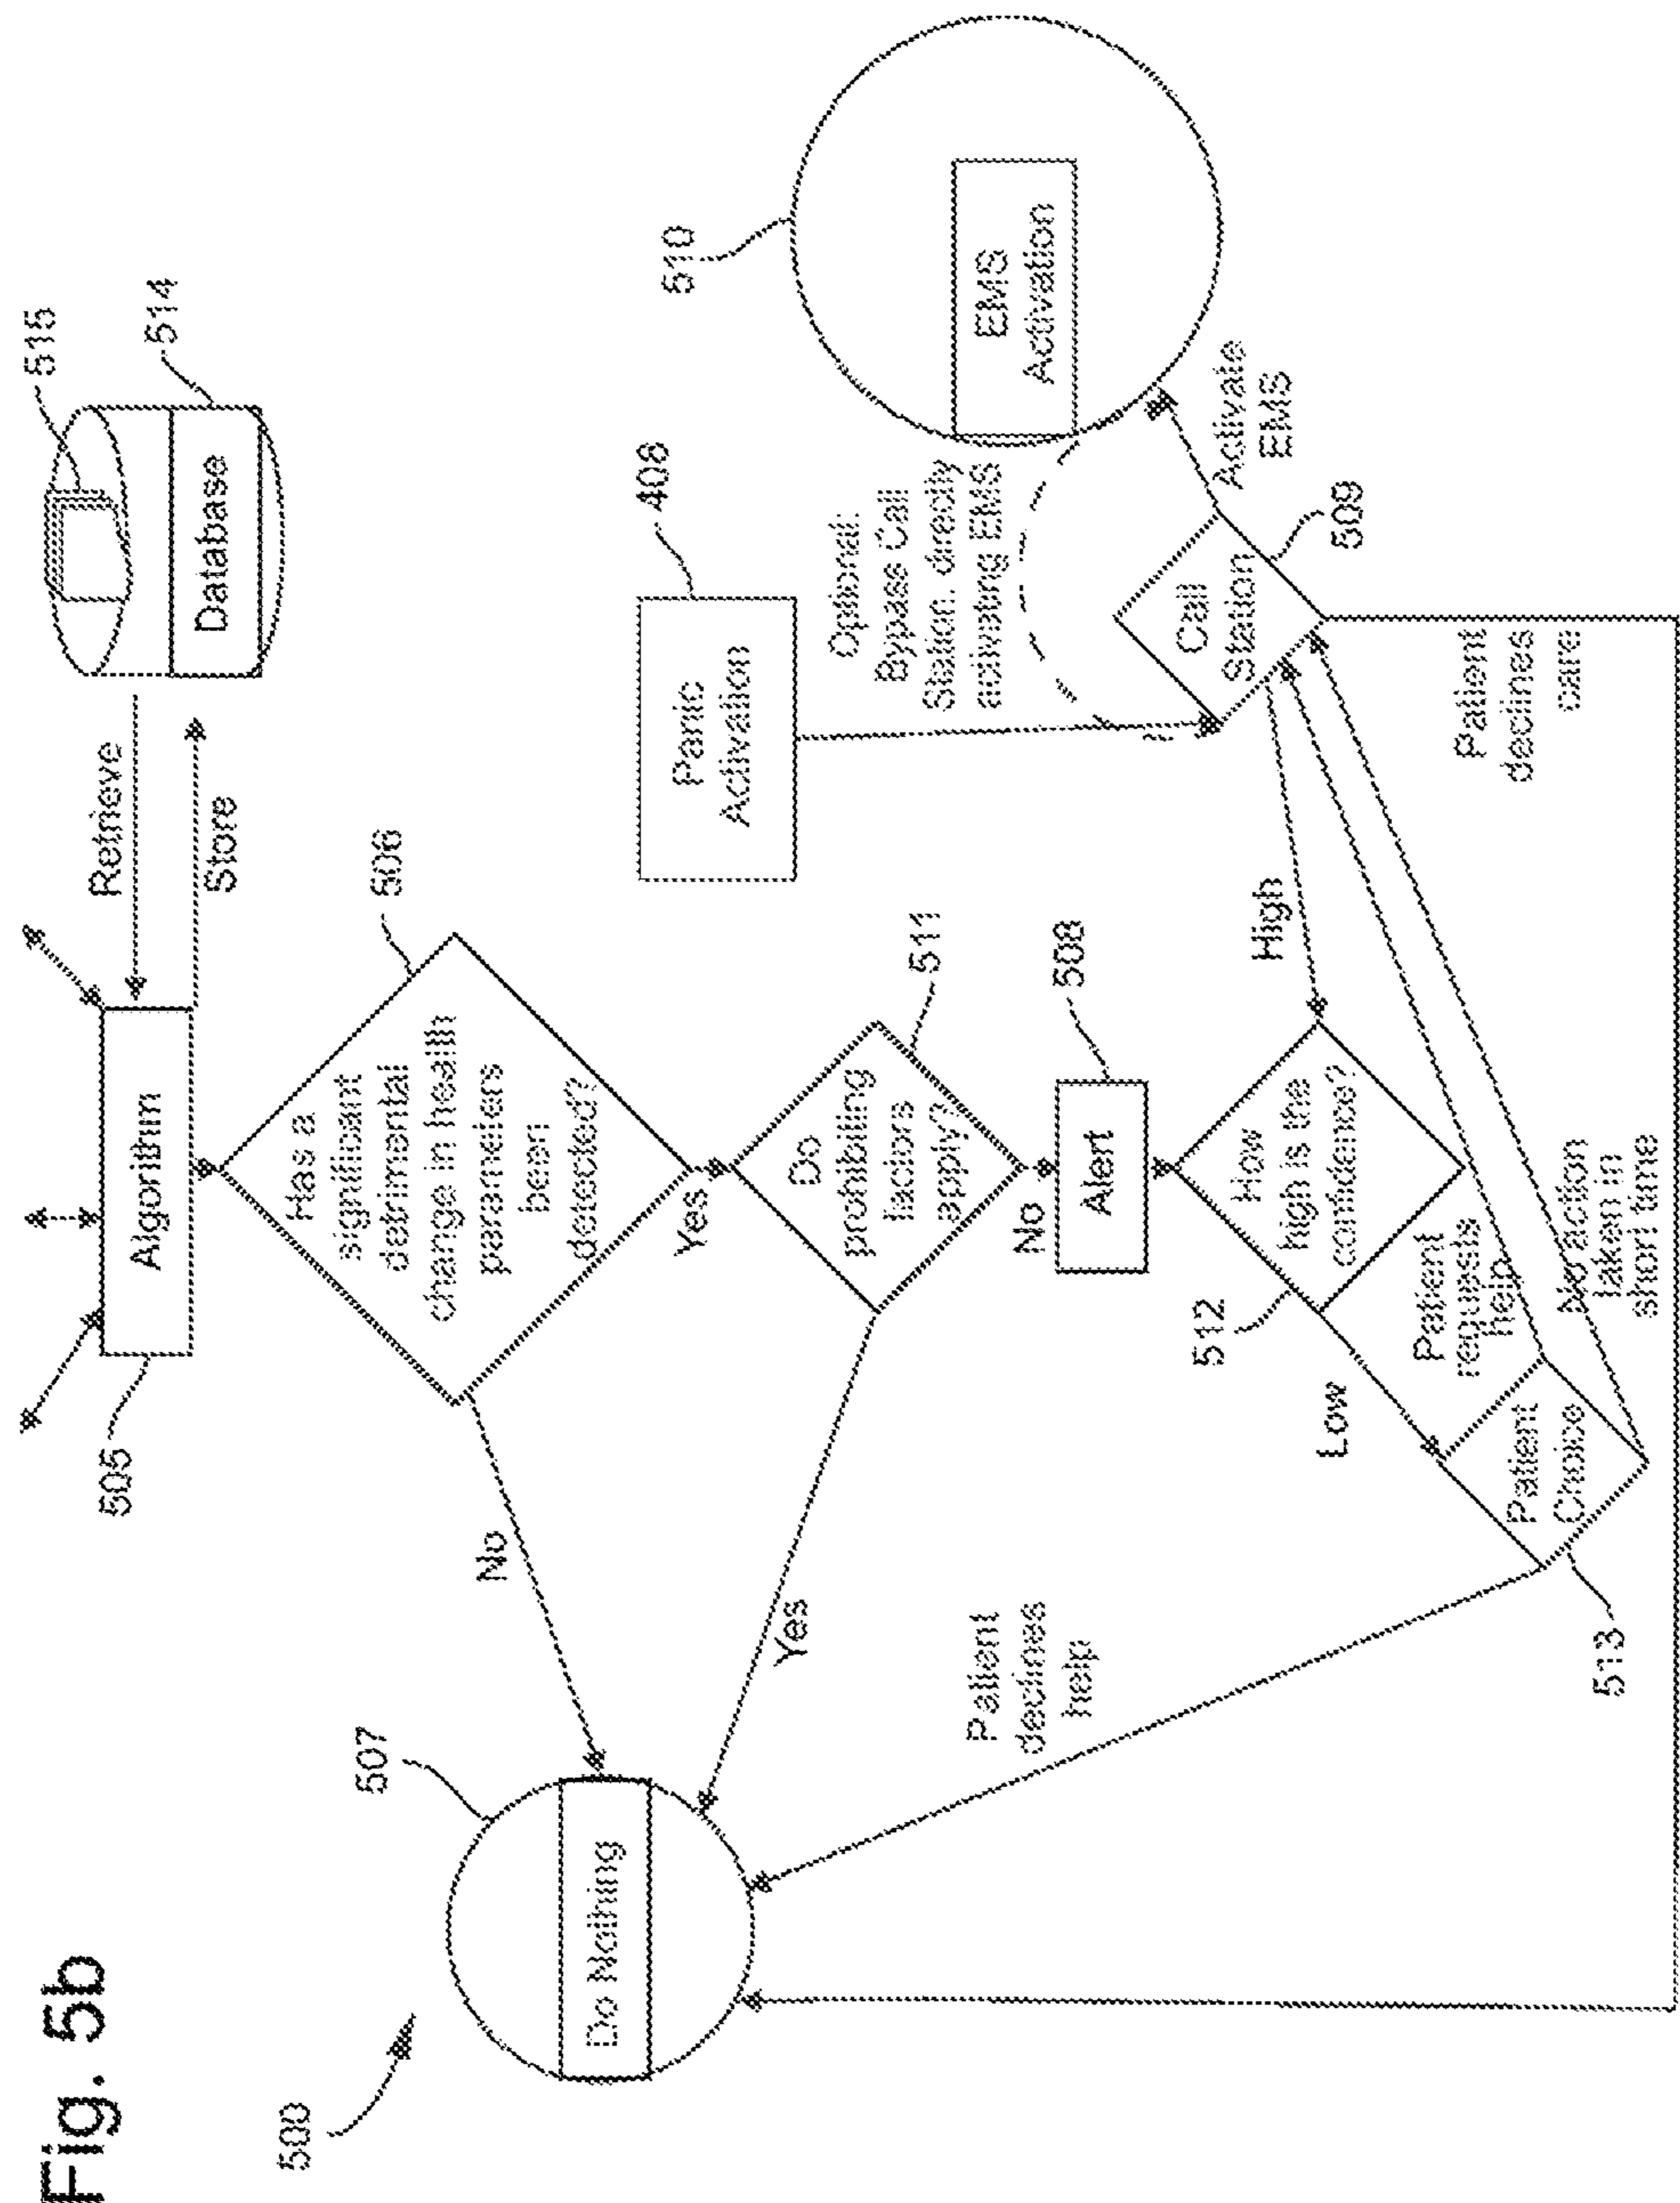 Fig. 5b
500
505
Algorithm
Retrieve
Store
515
514
Database
506
Has a
significant
detrimental
change in health
parameters
been
detected?
No
Yes
507
Do Nothing
511
Do
prohibiting
factors
apply?
Yes
No
508
Alert
408
Panic
Activation
Optional:
Bypass Call
Station, directly
activating EMS
510
EMS
Activation
Activate
EMS
Call
Station
509
High
512
How
high is the
confidence?
Low
Patient
requests
help
Patient
Choice
513
No action
taken in
short time
Patient
declines
help
Patient
declines
care